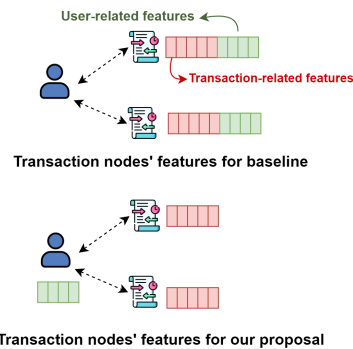 User-related features
Transaction-related features
Transaction nodes' features for baseline
Transaction nodes' features for our proposal